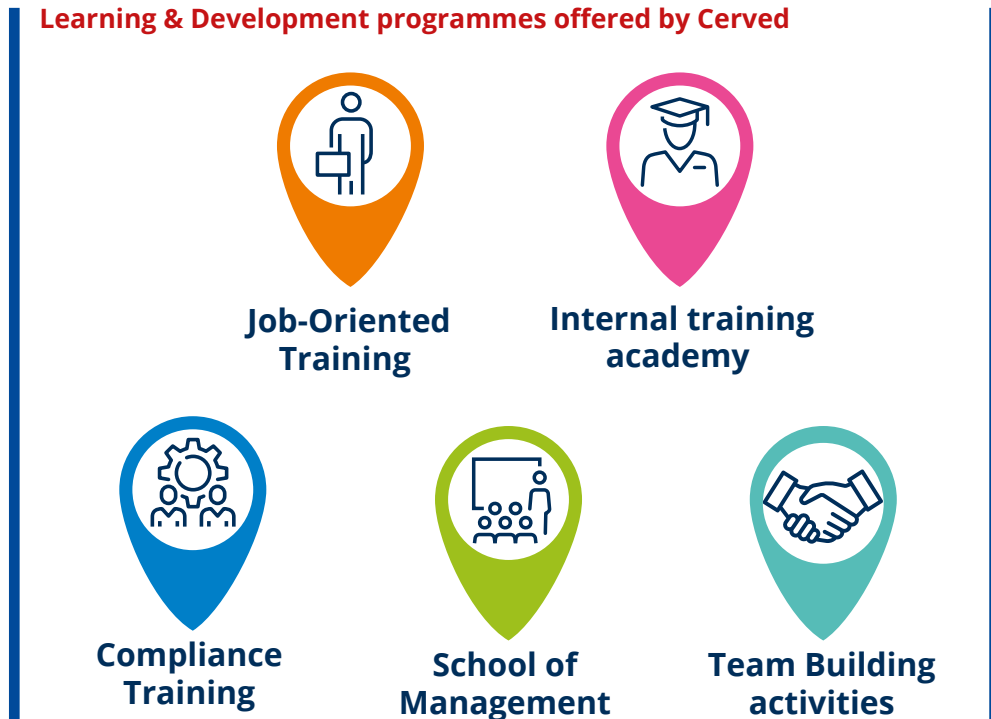 Learning & Development programmes offered by Cerved
Job-Oriented
Training
Internal training
academy
Compliance
Training
School of
Management
Team Building
activities